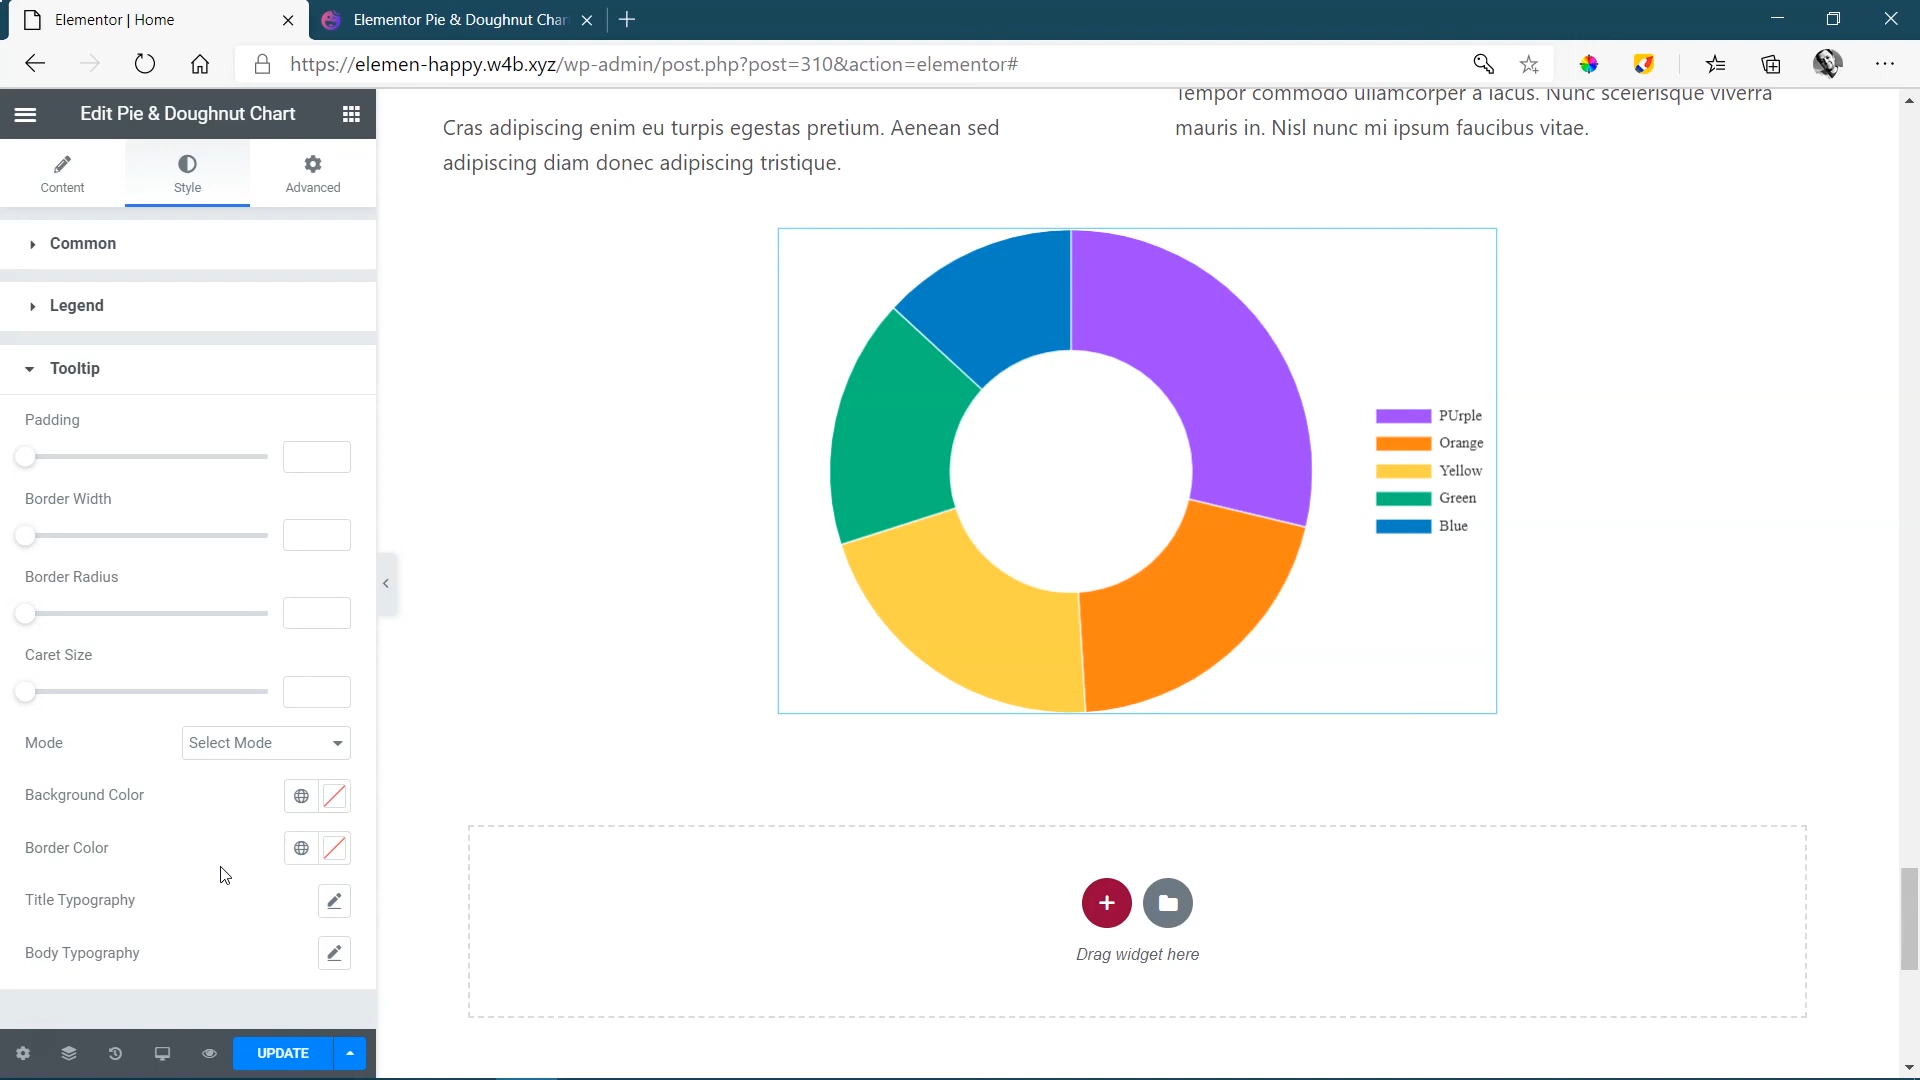 Elementor | Home
Elementor Pie & Doughnut Char
https://elemen-happy.w4b.xyz/wp-admin/post.php?post=310&action=elementor#
Edit Pie & Doughnut Chart
Content
Style
Advanced
Common
Legend
Tooltip
Padding
Border Width
Border Radius
Caret Size
Mode
Select Mode
Background Color
Border Color
Title Typography
Body Typography
UPDATE
Cras adipiscing enim eu turpis egestas pretium. Aenean sed
adipiscing diam donec adipiscing tristique.
Tempor commodo ullamcorper a lacus. Nunc scelerisque viverra
mauris in. Nisl nunc mi ipsum faucibus vitae.
PUrple
Orange
Yellow
Green
Blue
Drag widget here